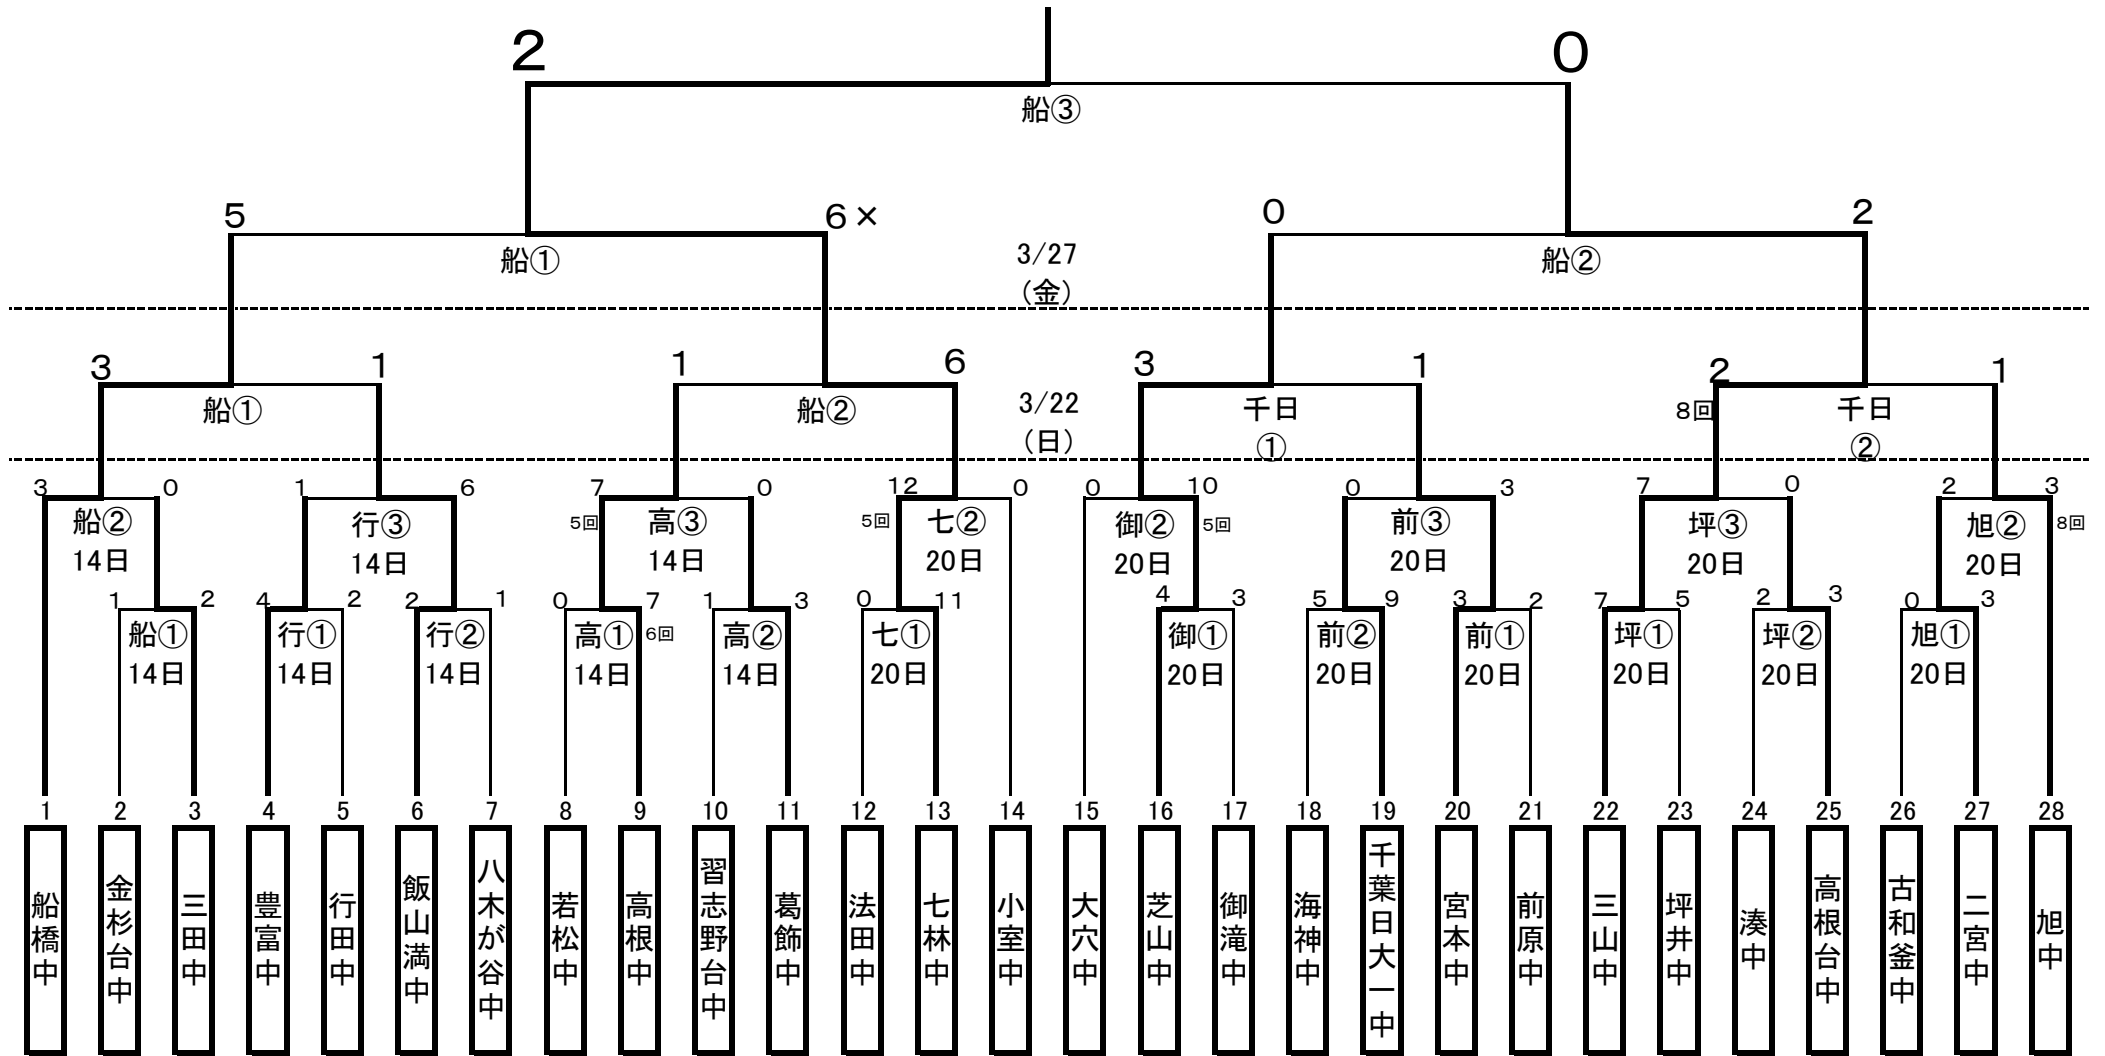 2 0
船③
5 6× 0 2
船① 3/27 船②
(金)
3 1 1 6 3 1 2 1
船① 船② 3/22 千日 8回 千日
(日) ① ②
3 0 1 6 7 0 12 0 0 10 0 3 7 0 2 3
船② 行③ 5回 高③ 5回 七② 御② 5回 前③ 坪③ 旭② 8回
14日 14日 14日 20日 20日 20日 20日 20日
1 2 4 2 2 1 0 7 1 3 0 11 4 3 5 9 3 2 7 5 2 3 0 3
船① 行① 行② 高① 6回 高② 七① 御① 前② 前① 坪① 坪② 旭①
14日 14日 14日 14日 14日 20日 20日 20日 20日 20日 20日 20日
1 2 3 4 5 6 7 8 9 10 11 12 13 14 15 16 17 18 19 20 21 22 23 24 25 26 27 28
船橋中
金杉台中
三田中
豊富中
行田中
飯山満中
八木が谷中
若松中
高根中
習志野台中
葛飾中
法田中
七林中
小室中
大穴中
芝山中
御滝中
海神中
千葉日大一中
宮本中
前原中
三山中
坪井中
湊中
高根台中
古和釜中
二宮中
旭中